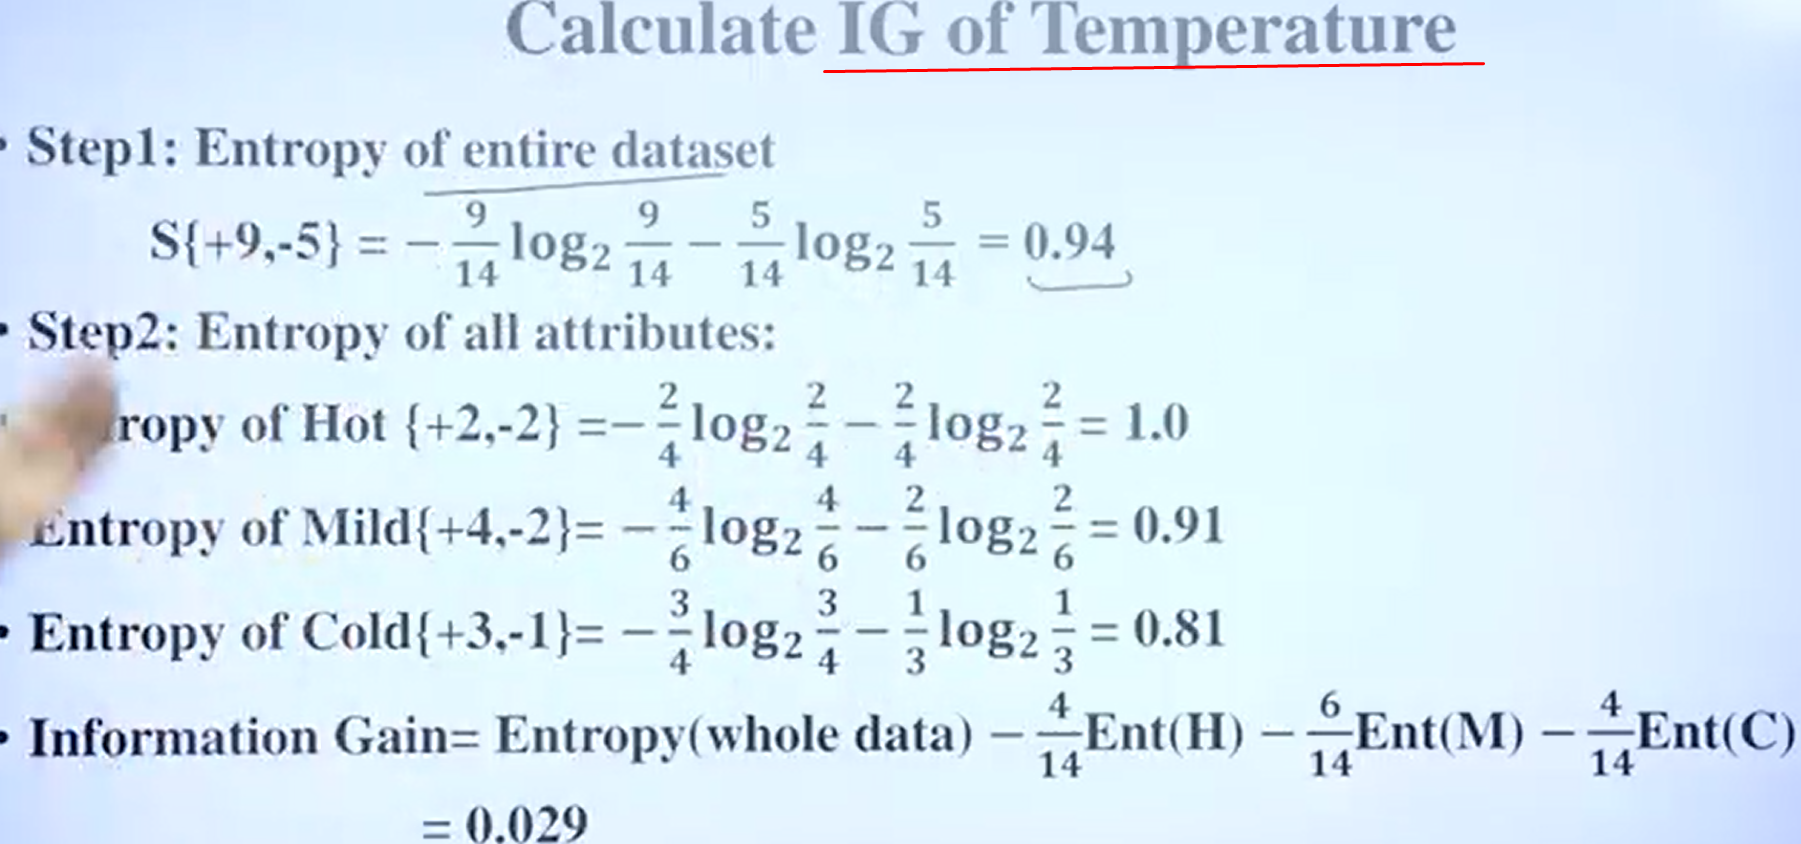 Calculate IG of Temperature
• Step1: Entropy of entire dataset
S{+9,-5} = − 9/14 log₂ 9/14 − 5/14 log₂ 5/14 = 0.94
• Step2: Entropy of all attributes:
of Hot {+2,-2} =− 2/4 log₂ 2/4 − 2/4 log₂ 2/4 = 1.0
Entropy of Mild{+4,-2}= − 4/6 log₂ 4/6 − 2/6 log₂ 2/6 = 0.91
• Entropy of Cold{+3,-1}= − 3/4 log₂ 3/4 − 1/3 log₂ 1/3 = 0.81
• Information Gain= Entropy(whole data) − 4/14 Ent(H) − 6/14 Ent(M) − 4/14 Ent(C)
= 0.029